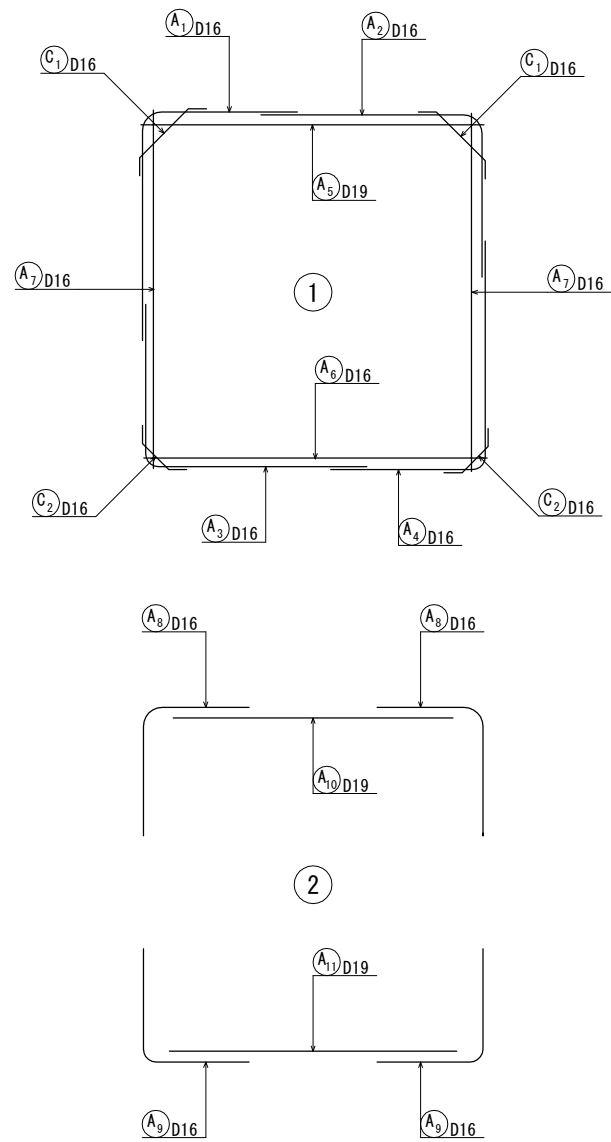 A1 D16
A2 D16
C1 D16
C1 D16
A5 D19
A7 D16
1
A7 D16
A6 D16
C2 D16
C2 D16
A3 D16
A4 D16
A8 D16
A8 D16
A10 D19
2
A11 D19
A9 D16
A9 D16